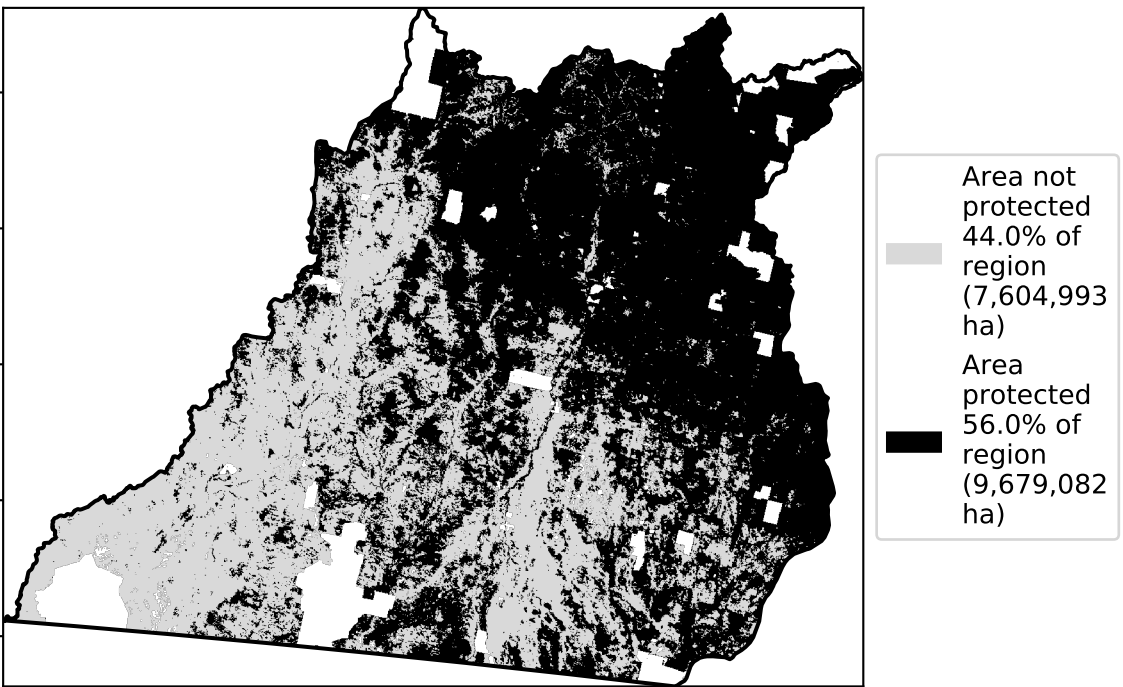 Area not
protected
44.0% of
region
(7,604,993
ha)
Area
protected
56.0% of
region
(9,679,082
ha)